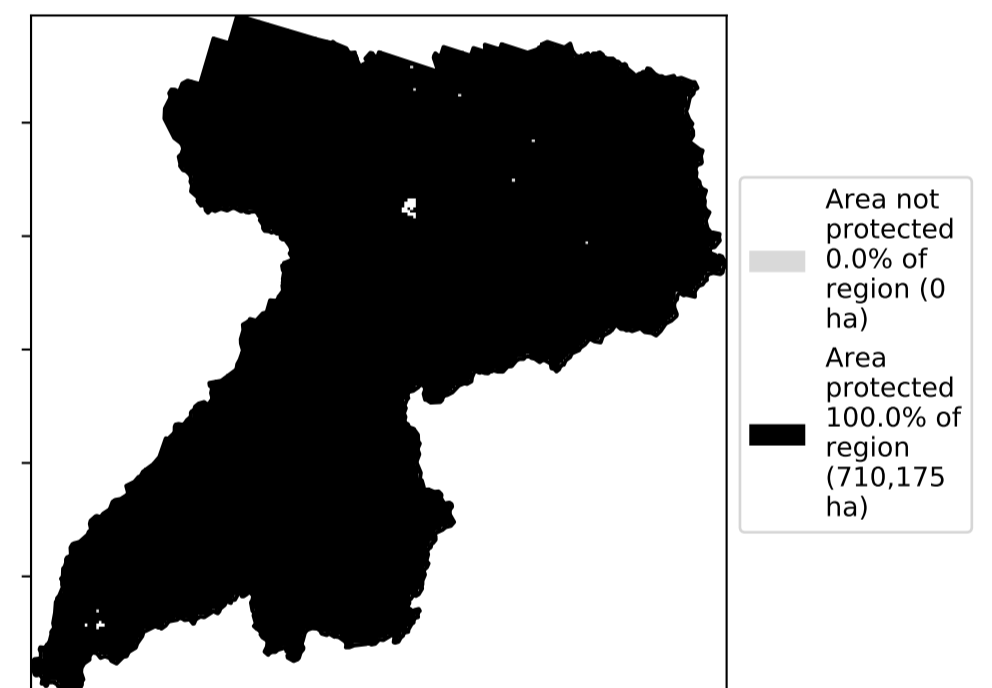 Area not
protected
0.0% of
region (0
ha)
Area
protected
100.0% of
region
(710,175
ha)